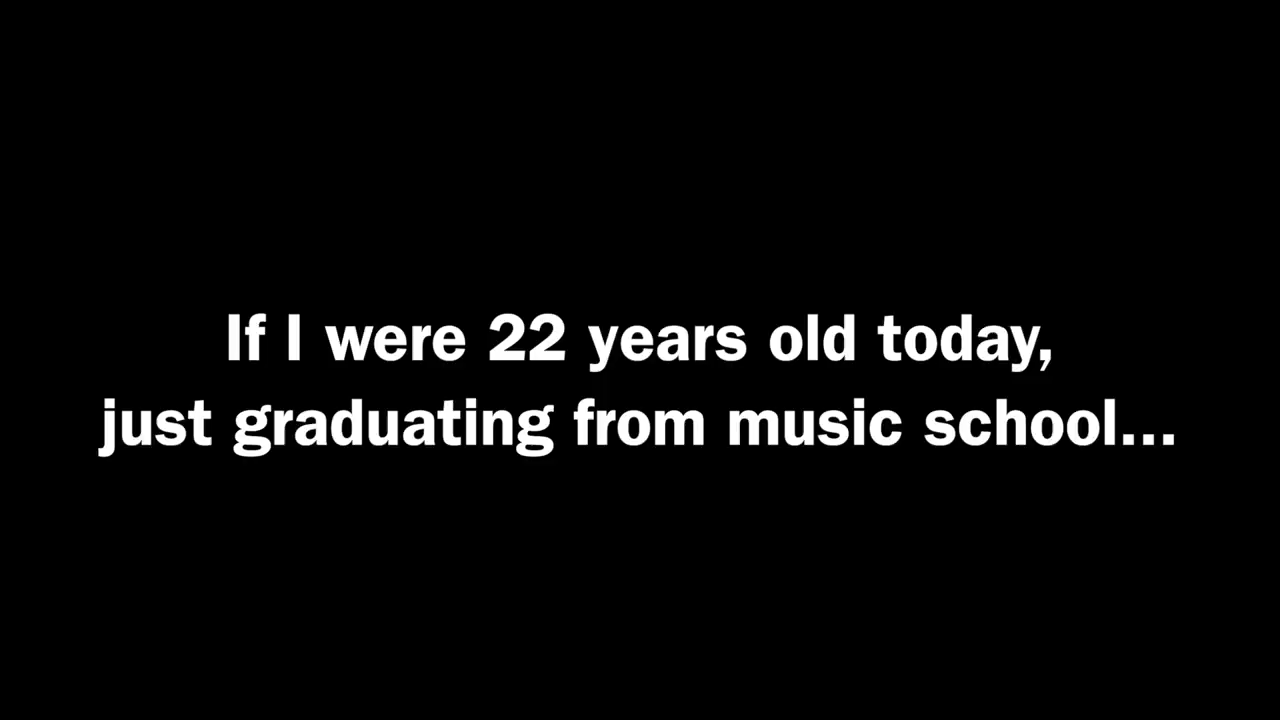 If I were 22 years old today,
just graduating from music school...